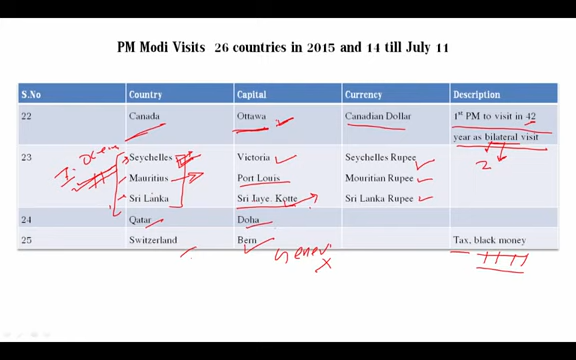 PM Modi Visits 26 countries in 2015 and 14 till July 11
S.No Country Capital Currency Description
22 Canada Ottawa Canadian Dollar 1st PM to visit in 42
year as bilateral visit
2
I. Ocean
23 Seychelles Victoria Seychelles Rupee
Mauritius Port Louis Mouritian Rupee
Sri Lanka Sri Jaye. Kotte Sri Lanka Rupee
24 Qatar Doha
25 Switzerland Bern Tax, black money